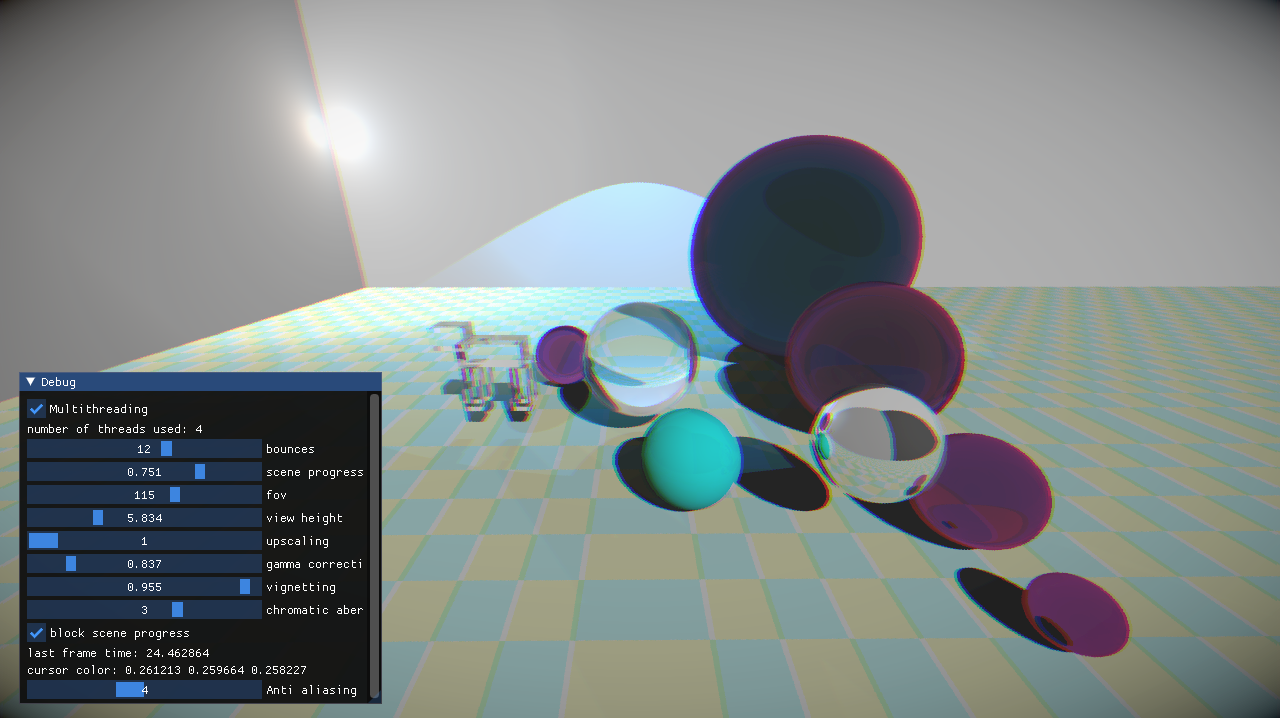 Debug
Multithreading
number of threads used: 4
12 bounces
0.751 scene progress
115 fov
5.834 view height
1 upscaling
0.837 gamma correcti
0.955 vignetting
3 chromatic aber
block scene progress
last frame time: 24.462864
cursor color: 0.261213 0.259664 0.258227
4 Anti aliasing